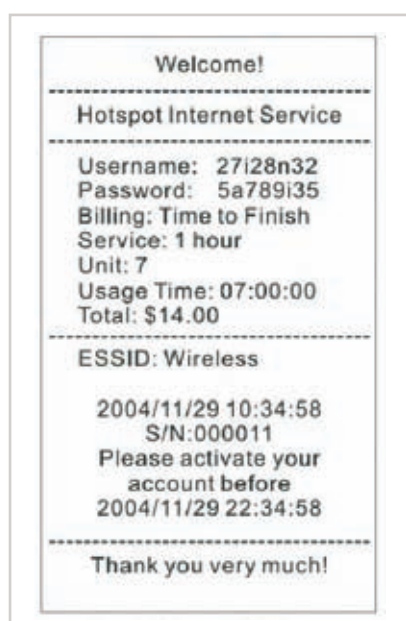 Welcome!
Hotspot Internet Service
Username: 27i28n32
Password: 5a789i35
Billing: Time to Finish
Service: 1 hour
Unit: 7
Usage Time: 07:00:00
Total: $14.00
ESSID: Wireless
2004/11/29 10:34:58
S/N:000011
Please activate your
account before
2004/11/29 22:34:58
Thank you very much!